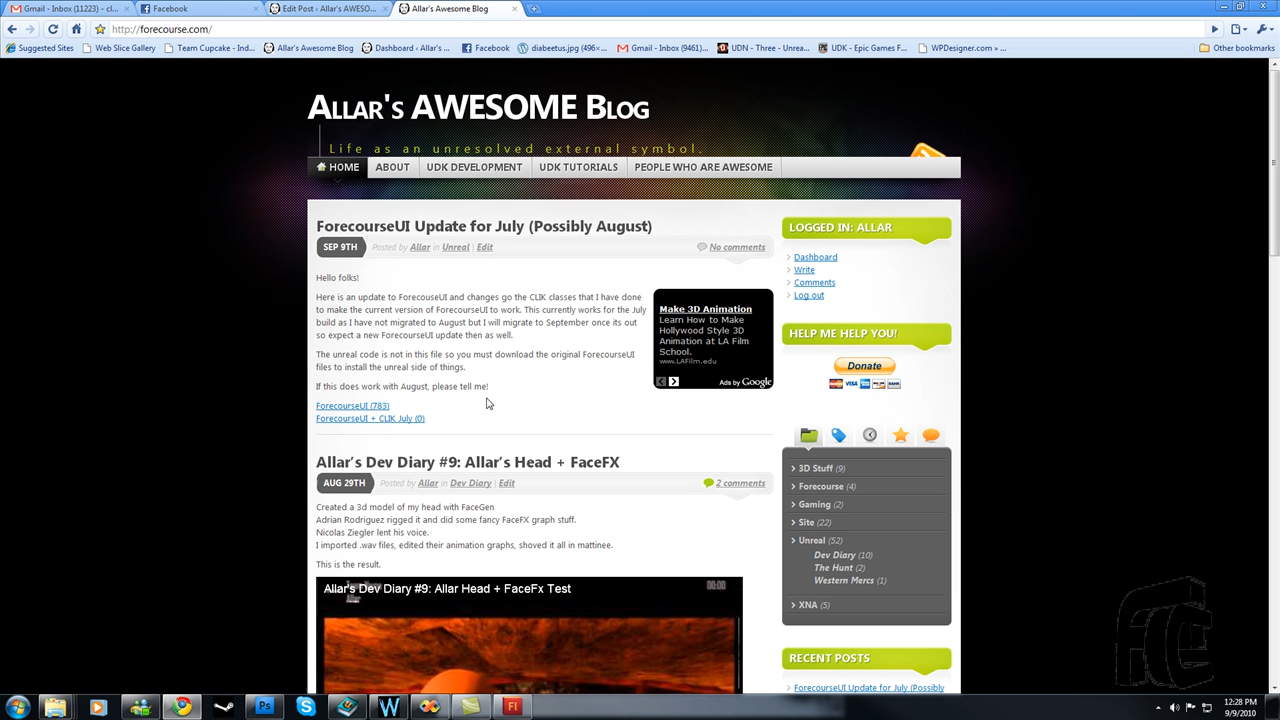 Gmail - Inbox (11223) - cl...
Facebook
Edit Post ‹ Allar's AWESO...
Allar's Awesome Blog
http://forecourse.com/
Suggested Sites
Web Slice Gallery
Team Cupcake - Ind...
Allar's Awesome Blog
Dashboard ‹ Allar's ...
Facebook
diabeetus.jpg (496×...
Gmail - Inbox (9461)...
UDN - Three - Unrea...
UDK - Epic Games F...
WPDesigner.com » ...
Other bookmarks
Allar's AWESOME Blog
Life as an unresolved external symbol.
HOME
ABOUT
UDK DEVELOPMENT
UDK TUTORIALS
PEOPLE WHO ARE AWESOME
ForecourseUI Update for July (Possibly August)
SEP 9TH
Posted by Allar in Unreal | Edit
No comments
Hello folks!
Here is an update to ForecouseUI and changes go the CLIK classes that I have done
to make the current version of ForecourseUI to work. This currently works for the July
build as I have not migrated to August but I will migrate to September once its out
so expect a new ForecourseUI update then as well.
The unreal code is not in this file so you must download the original ForecourseUI
files to install the unreal side of things.
If this does work with August, please tell me!
ForecourseUI (783)
ForecourseUI + CLIK July (0)
Make 3D Animation
Learn How to Make
Hollywood Style 3D
Animation at LA Film
School.
www.LAFilm.edu
Ads by Google
Allar's Dev Diary #9: Allar's Head + FaceFX
AUG 29TH
Posted by Allar in Dev Diary | Edit
2 comments
Created a 3d model of my head with FaceGen
Adrian Rodriguez rigged it and did some fancy FaceFX graph stuff.
Nicolas Ziegler lent his voice.
I imported .wav files, edited their animation graphs, shoved it all in mattinee.
This is the result.
Allar's Dev Diary #9: Allar Head + FaceFx Test
00:00
LOGGED IN: ALLAR
Dashboard
Write
Comments
Log out
HELP ME HELP YOU!
Donate
VISA
3D Stuff (9)
Forecourse (4)
Gaming (2)
Site (22)
Unreal (52)
Dev Diary (10)
The Hunt (2)
Western Mercs (1)
XNA (5)
RECENT POSTS
ForecourseUI Update for July (Possibly
12:28 PM
9/9/2010